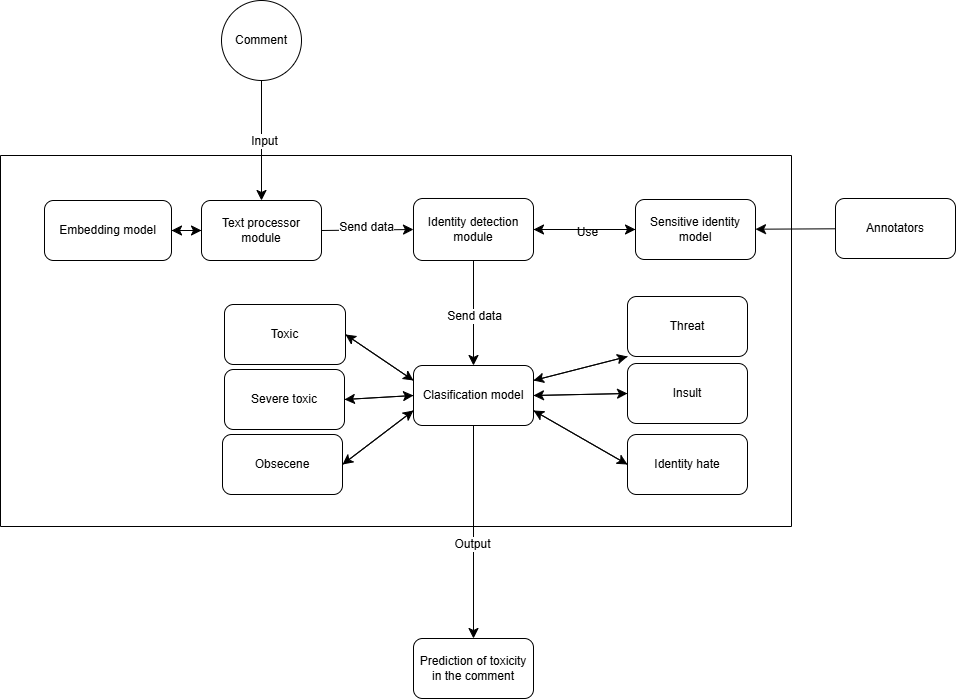 Comment
Input
Embedding model
Text processor
module
Send data
Identity detection
module
Use
Sensitive identity
model
Annotators
Send data
Toxic
Severe toxic
Obsecene
Clasification model
Threat
Insult
Identity hate
Output
Prediction of toxicity
in the comment